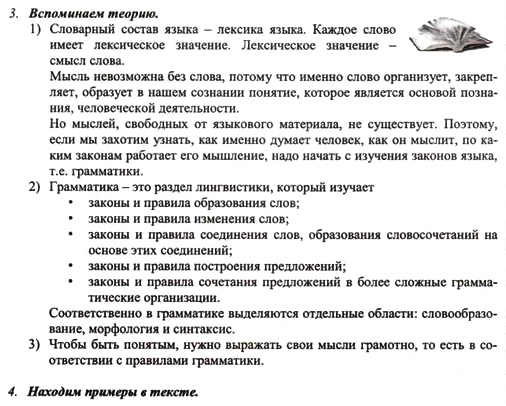 3. Вспоминаем теорию.
1) Словарный состав языка – лексика языка. Каждое слово
имеет лексическое значение. Лексическое значение –
смысл слова.
Мысль невозможна без слова, потому что именно слово организует, закреп-
ляет, образует в нашем сознании понятие, которое является основой позна-
ния, человеческой деятельности.
Но мыслей, свободных от языкового материала, не существует. Поэтому,
если мы захотим узнать, как именно думает человек, как он мыслит, по ка-
ким законам работает его мышление, надо начать с изучения законов языка,
т.е. грамматики.
2) Грамматика – это раздел лингвистики, который изучает
• законы и правила образования слов;
• законы и правила изменения слов;
• законы и правила соединения слов, образования словосочетаний на
основе этих соединений;
• законы и правила построения предложений;
• законы и правила сочетания предложений в более сложные грамма-
тические организации.
Соответственно в грамматике выделяются отдельные области: словообразо-
вание, морфология и синтаксис.
3) Чтобы быть понятым, нужно выражать свои мысли грамотно, то есть в со-
ответствии с правилами грамматики.
4. Находим примеры в тексте.